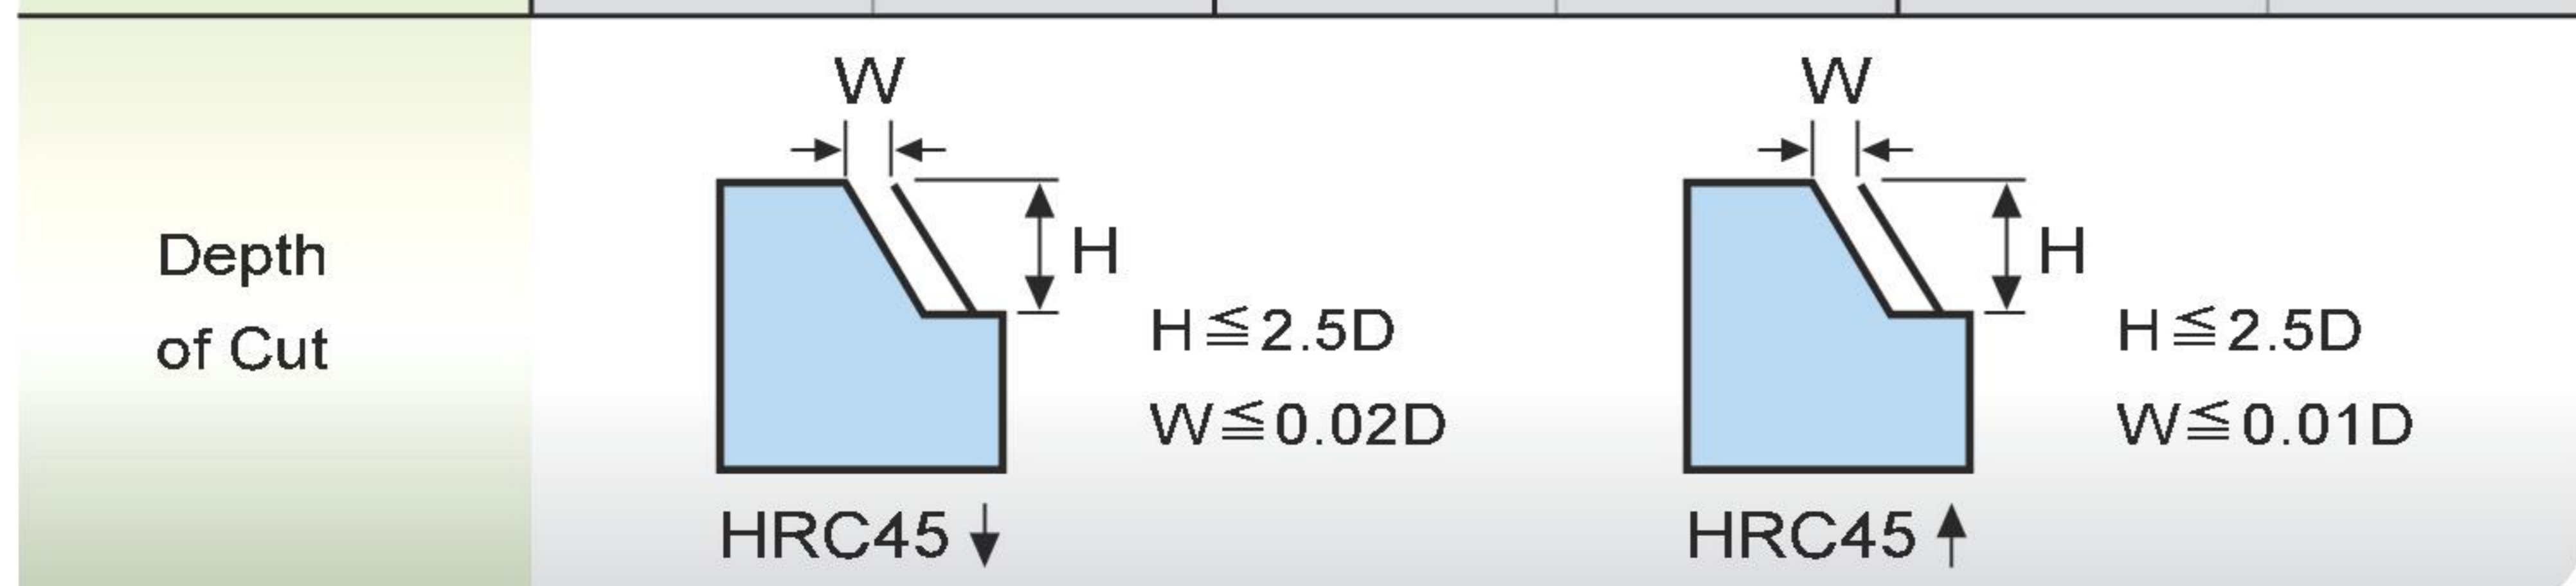 Depth
of Cut
W
H
H≦2.5D
W≦0.02D
HRC45↓
W
H
H≦2.5D
W≦0.01D
HRC45↑